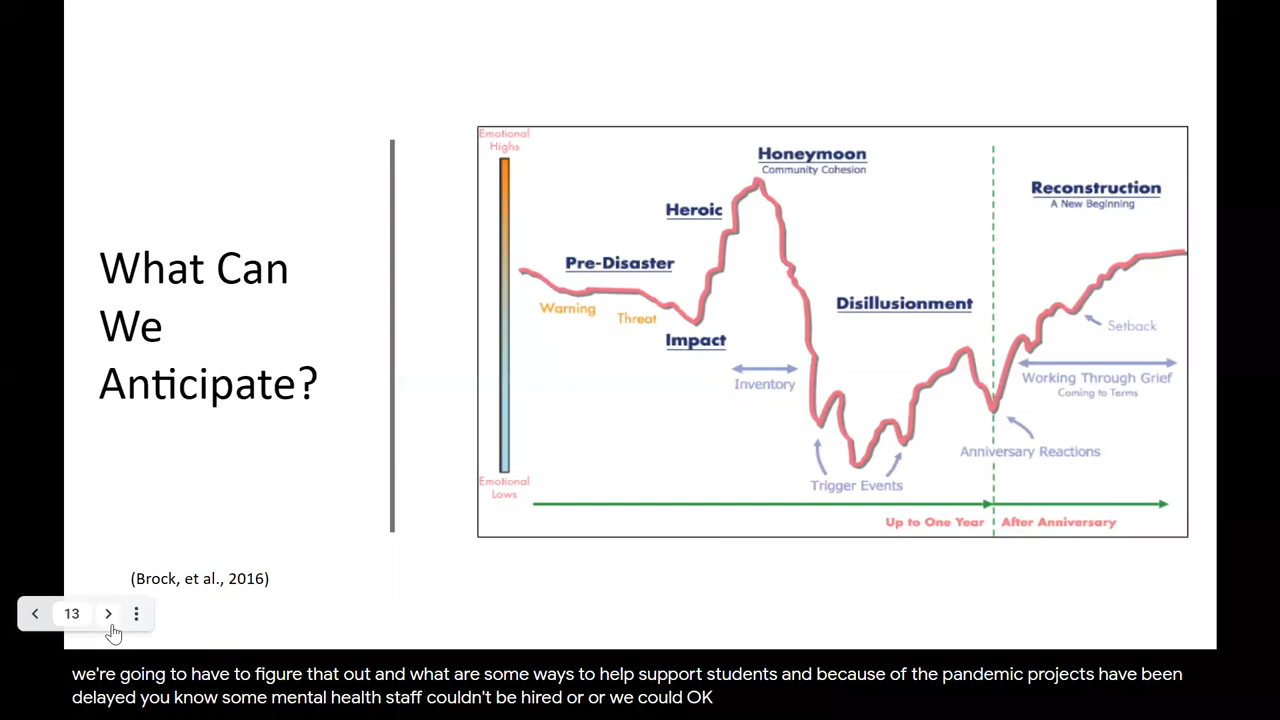 What Can
We
Anticipate?
(Brock, et al., 2016)
Emotional
Highs
Honeymoon
Community Cohesion
Reconstruction
A New Beginning
Heroic
Pre-Disaster
Warning
Threat
Disillusionment
Impact
Setback
Inventory
Working Through Grief
Coming to Terms
Anniversary Reactions
Trigger Events
Emotional
Lows
Up to One Year
After Anniversary
13
we're going to have to figure that out and what are some ways to help support students and because of the pandemic projects have been
delayed you know some mental health staff couldn't be hired or or we could OK